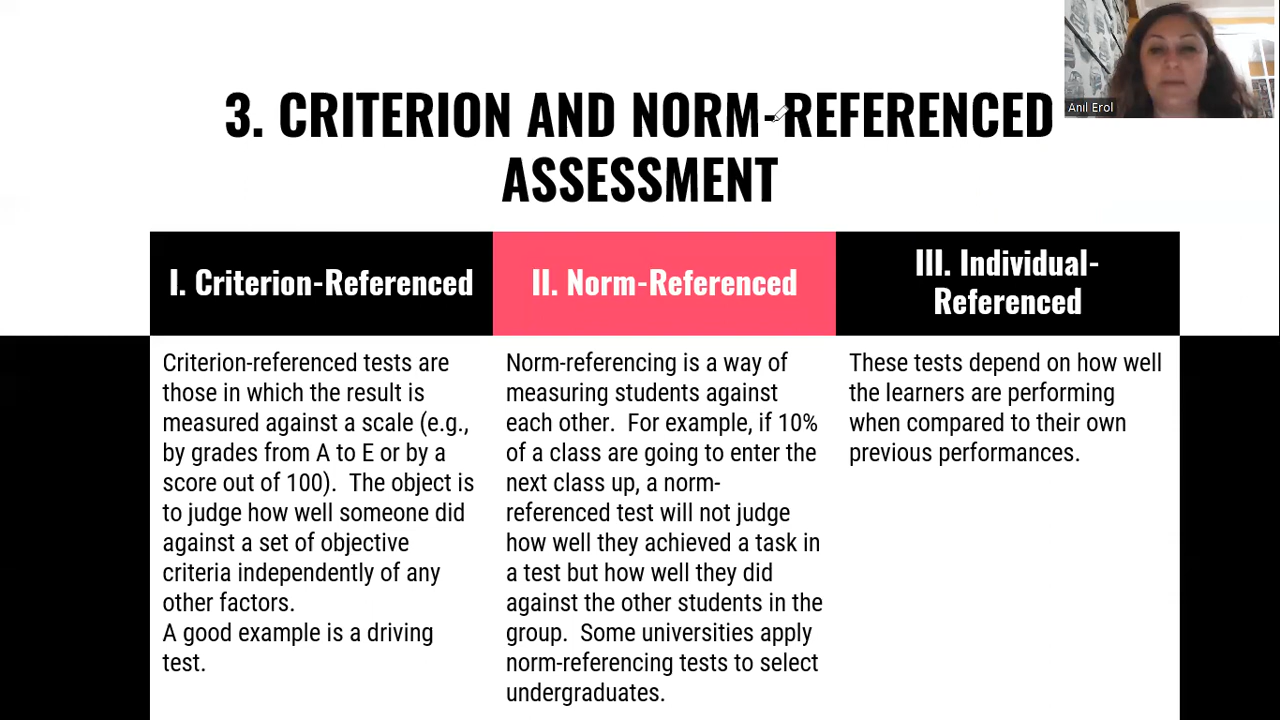 Anil Erol
3. CRITERION AND NORM-REFERENCED
ASSESSMENT
I. Criterion-Referenced
II. Norm-Referenced
III. Individual-
Referenced
Criterion-referenced tests are
those in which the result is
measured against a scale (e.g.,
by grades from A to E or by a
score out of 100).  The object is
to judge how well someone did
against a set of objective
criteria independently of any
other factors.
A good example is a driving
test.
Norm-referencing is a way of
measuring students against
each other.  For example, if 10%
of a class are going to enter the
next class up, a norm-
referenced test will not judge
how well they achieved a task in
a test but how well they did
against the other students in the
group.  Some universities apply
norm-referencing tests to select
undergraduates.
These tests depend on how well
the learners are performing
when compared to their own
previous performances.